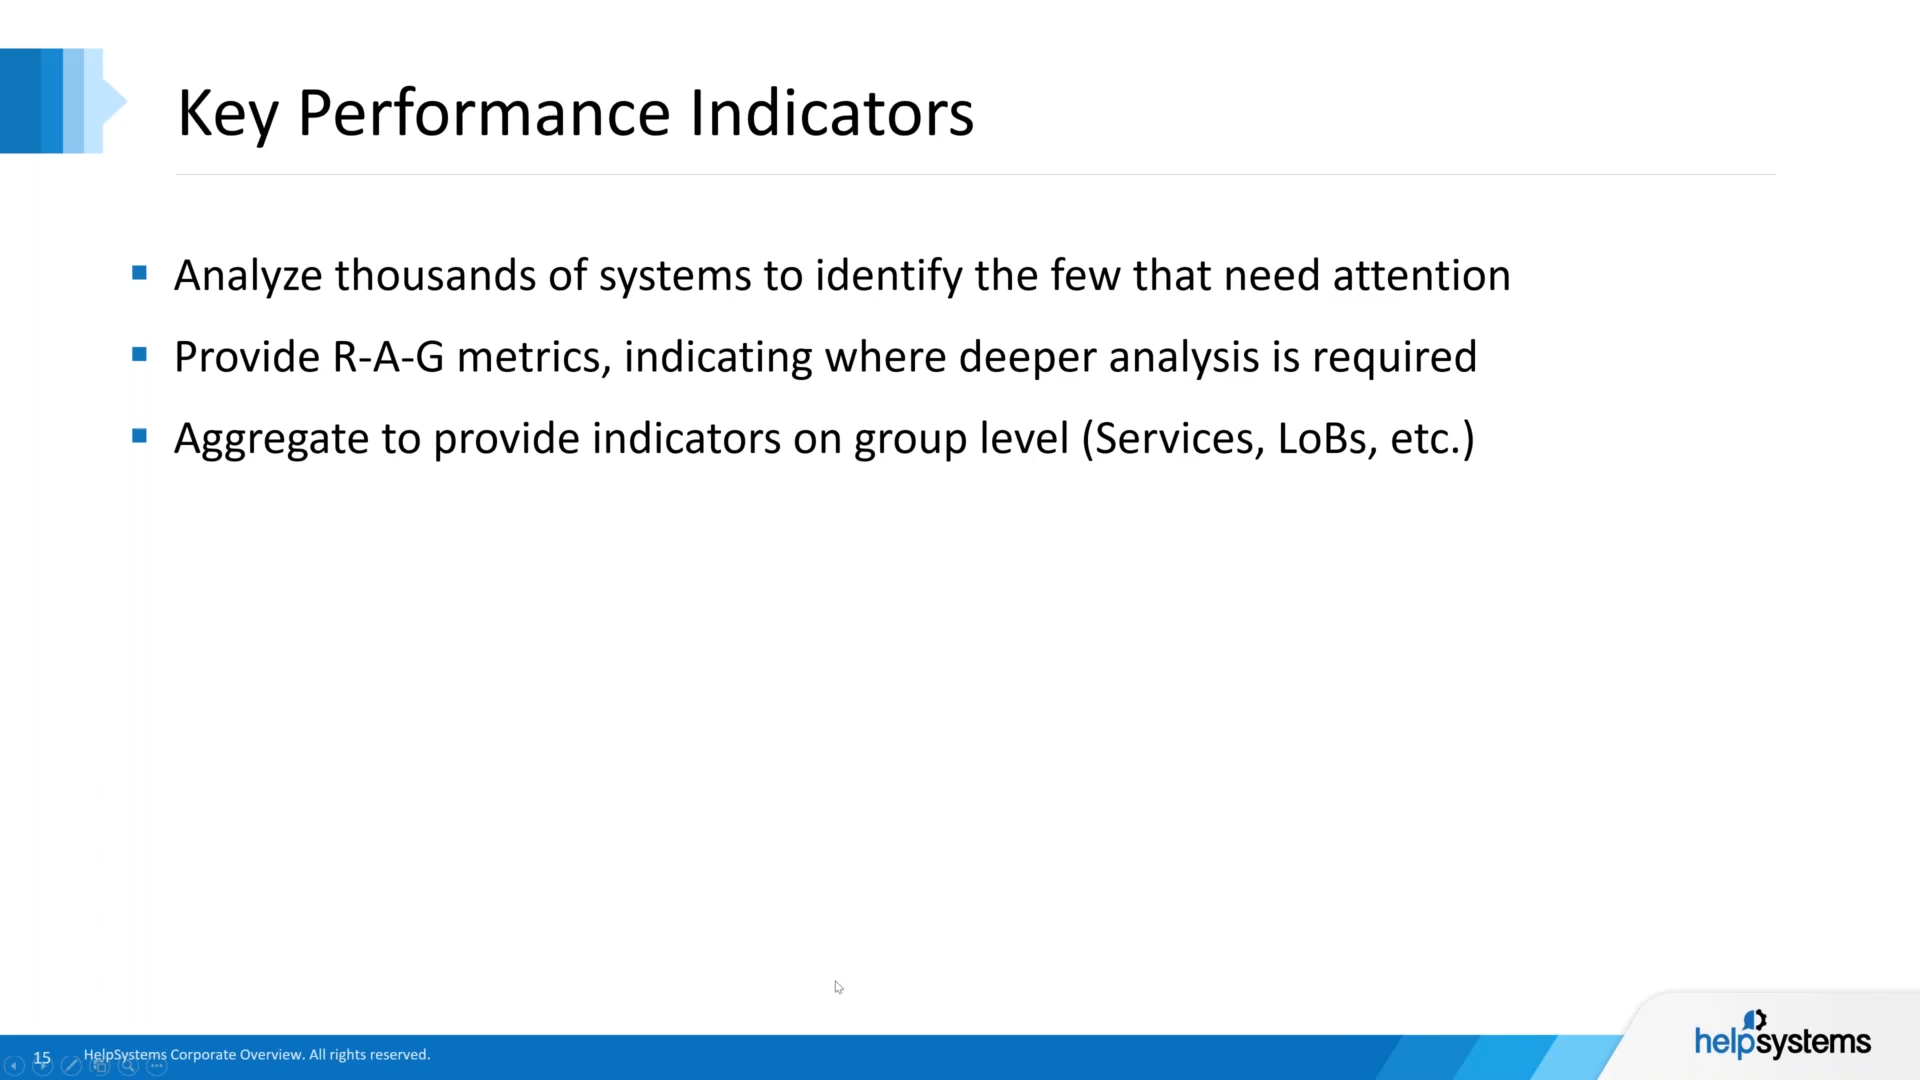 Key Performance Indicators
Analyze thousands of systems to identify the few that need attention
Provide R-A-G metrics, indicating where deeper analysis is required
Aggregate to provide indicators on group level (Services, LoBs, etc.)
15
HelpSystems Corporate Overview. All rights reserved.
helpsystems